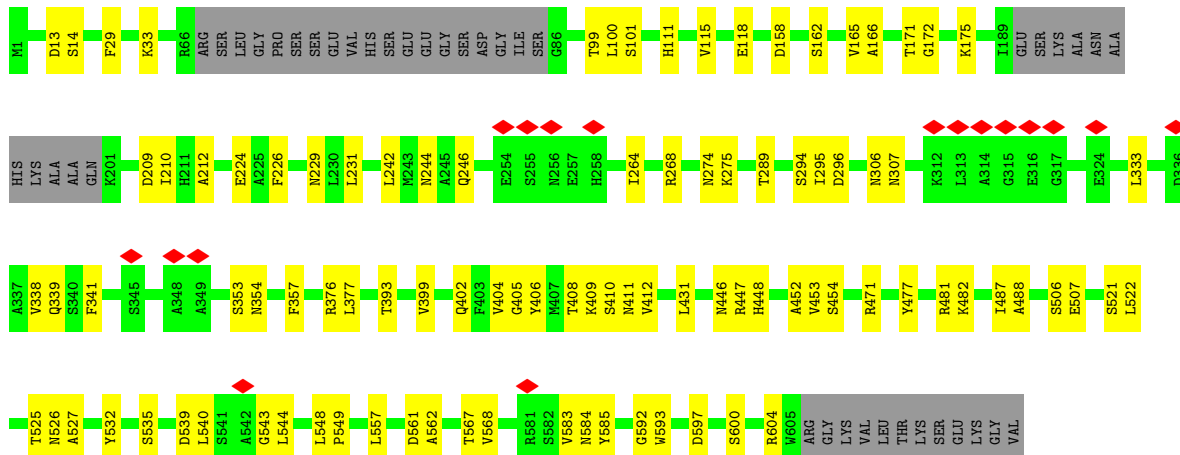 M1 D13 S14 F29 K33 R66 ARG SER LEU GLY PRO SER SER GLU VAL HIS SER GLU GLU GLY SER ASP GLY ILE SER G86 T99 L100 S101 H111 V115 E118 D158 S162 V165 A166 T171 G172 K175 I189 GLU SER LYS ALA ASN ALA
HIS LYS ALA ALA GLN K201 D209 I210 H211 A212 E224 A225 F226 N229 L230 L231 L242 M243 N244 A245 Q246 E254 S255 N256 E257 H258 I264 R268 N274 K275 T289 S294 I295 D296 N306 N307 K312 L313 A314 G315 E316 G317 E324 L333 D336
A337 V338 Q339 S340 F341 S345 A348 A349 S353 N354 F357 R376 L377 T393 V399 Q402 F403 V404 G405 Y406 M407 T408 K409 S410 N411 V412 L431 N446 R447 H448 A452 V453 S454 R471 Y477 R481 K482 I487 A488 S506 E507 S521 L522
T525 N526 A527 Y532 S535 D539 L540 S541 A542 G543 L544 L548 P549 L557 D561 A562 T567 V568 R581 S582 V583 N584 Y585 G592 W593 D597 S600 R604 W605 ARG GLY LYS VAL LEU THR LYS SER GLU LYS GLY VAL